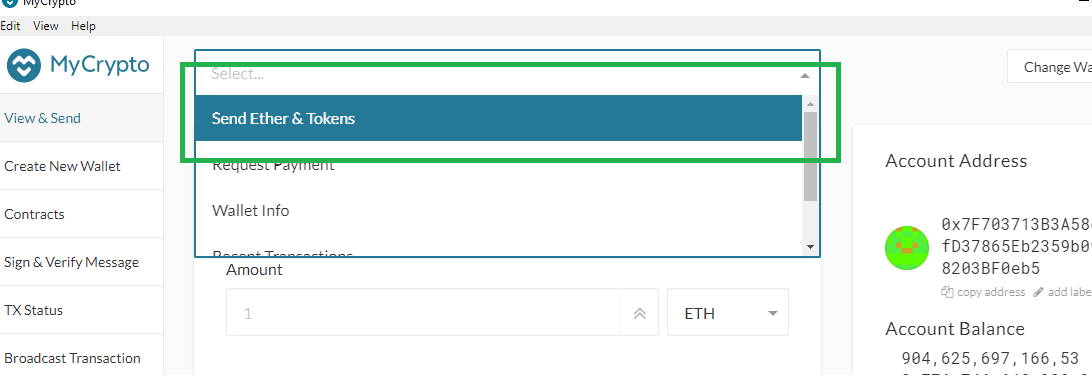 MyCrypto
Edit View Help
MyCrypto
View & Send
Create New Wallet
Contracts
Sign & Verify Message
TX Status
Broadcast Transaction
Select...
Send Ether & Tokens
Request Payment
Wallet Info
Recent Transactions
Amount
1
ETH
Change Wa
Account Address
0x7F703713B3A58
fD37865Eb2359b0
8203BF0eb5
copy address add labe
Account Balance
904,625,697,166,53